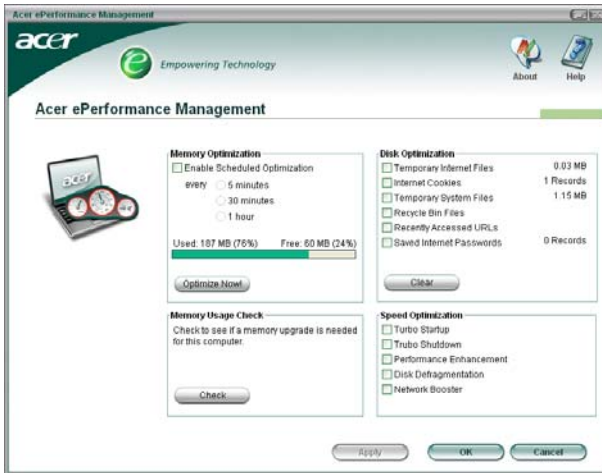 Acer ePerformance Management
acer
e Empowering Technology
About Help
Acer ePerformance Management
acer
Memory Optimization
Enable Scheduled Optimization
every 5 minutes
30 minutes
1 hour
Used: 187 MB (76%) Free: 60 MB (24%)
Optimize Now!
Disk Optimization
Temporary Internet Files 0.03 MB
Internet Cookies 1 Records
Temporary System Files 1.15 MB
Recycle Bin Files
Recently Accessed URLs
Saved Internet Passwords 0 Records
Clear
Memory Usage Check
Check to see if a memory upgrade is needed
for this computer.
Check
Speed Optimization
Turbo Startup
Trubo Shutdown
Performance Enhancement
Disk Defragmentation
Network Booster
Apply OK Cancel